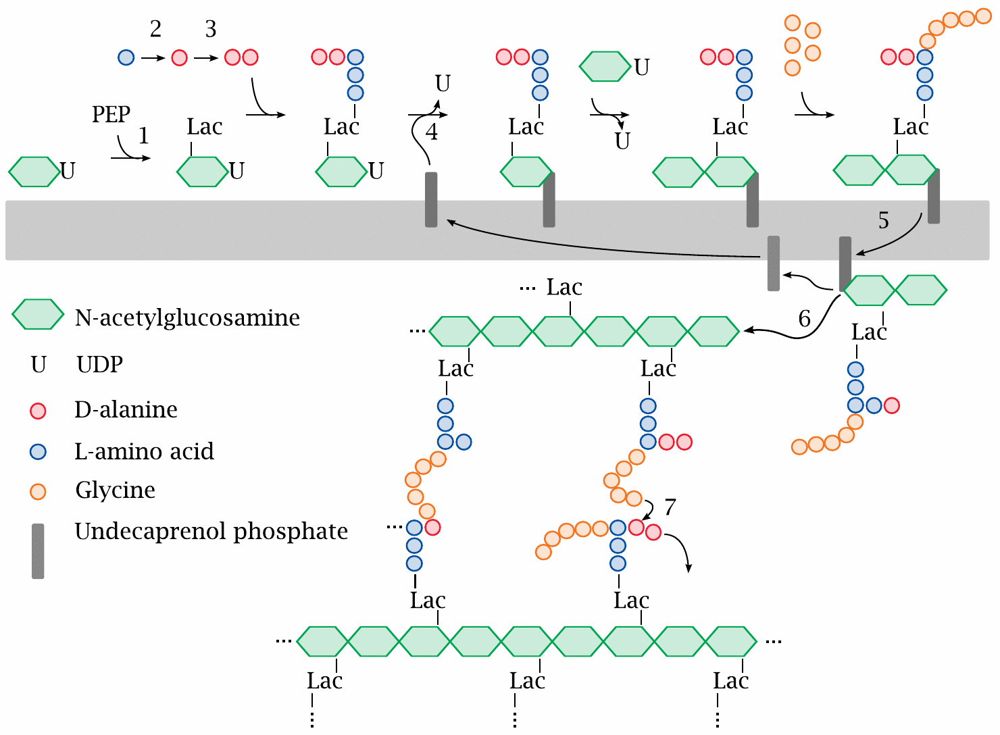 2 3
PEP
1
U
Lac
U
Lac
U
U
4
Lac
U
U
Lac
Lac
5
6
Lac
... Lac
...
Lac
Lac
7
...
Lac
Lac
... ...
Lac
Lac
Lac
N-acetylglucosamine
U UDP
D-alanine
L-amino acid
Glycine
Undecaprenol phosphate